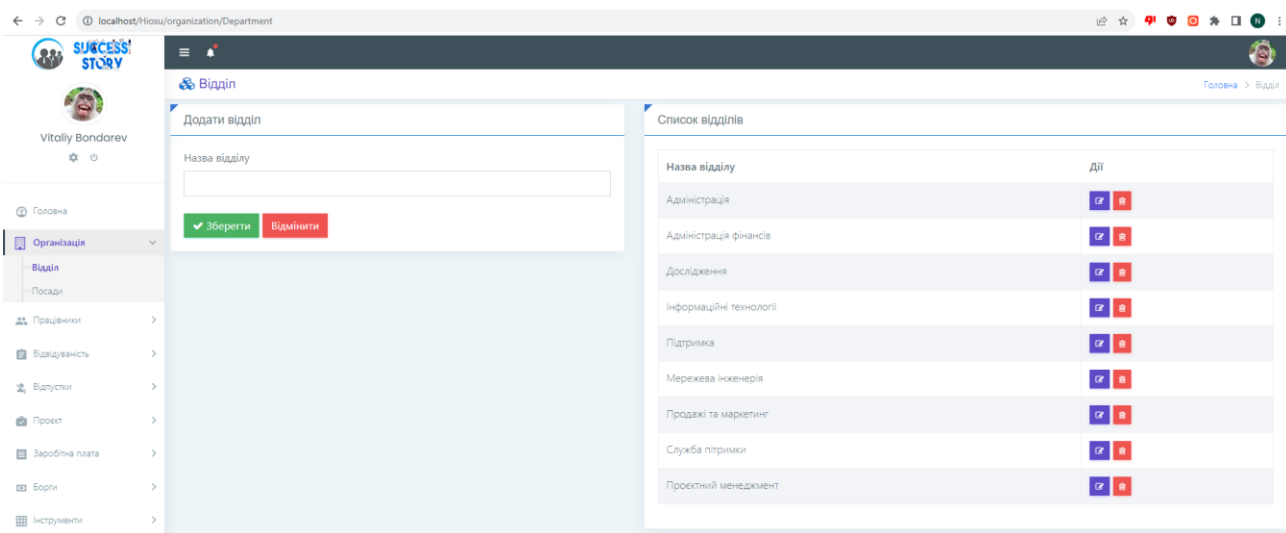 localhost/Hiosu/organization/Department
N
SUCCESS
STORY
Vitaliy Bondarev
Головна
Організація
Відділ
Посади
Працівники
Відвідуваність
Відпустки
Проєкт
Заробітна плата
Борги
Інструменти
Відділ
Головна > Відділ
Додати відділ
Назва відділу
Зберегти Відмінити
Список відділів
Назва відділу Дії
Адміністрація
Адміністрація фінансів
Дослідження
Інформаційні технології
Підтримка
Мережева інженерія
Продажі та маркетинг
Служба пітримки
Проєктний менеджмент